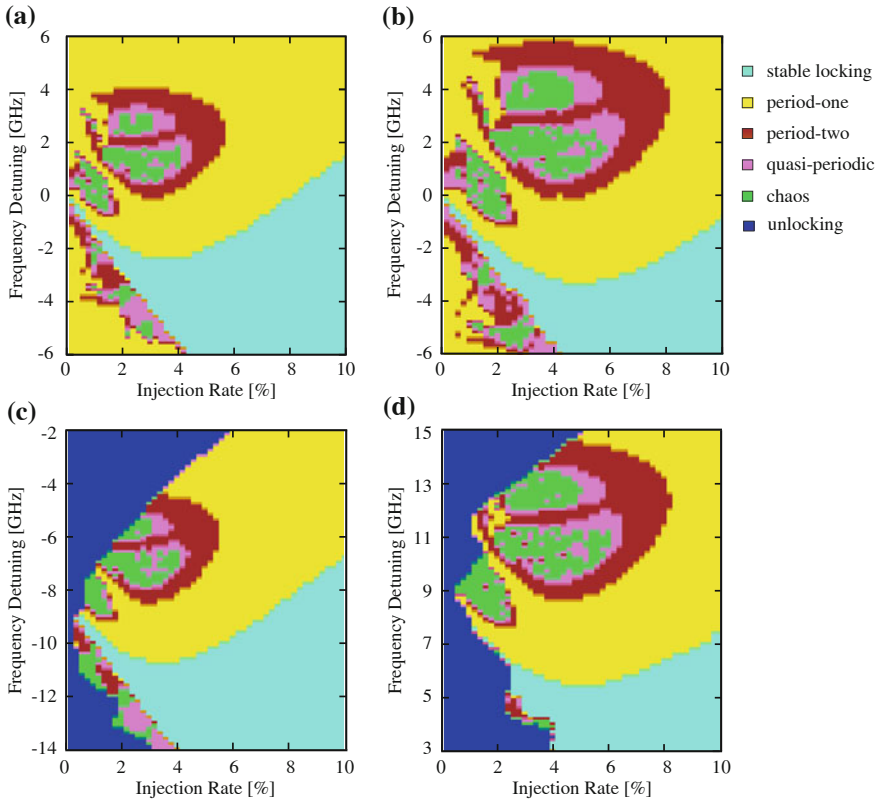 (a)
6
4
2
0
-2
-4
-6
Frequency Detuning [GHz]
0 2 4 6 8 10
Injection Rate [%]
(b)
6
4
2
0
-2
-4
-6
Frequency Detuning [GHz]
0 2 4 6 8 10
Injection Rate [%]
stable locking
period-one
period-two
quasi-periodic
chaos
unlocking
(c)
-2
-4
-6
-8
-10
-12
-14
Frequency Detuning [GHz]
0 2 4 6 8 10
Injection Rate [%]
(d)
15
13
11
9
7
5
3
Frequency Detuning [GHz]
0 2 4 6 8 10
Injection Rate [%]